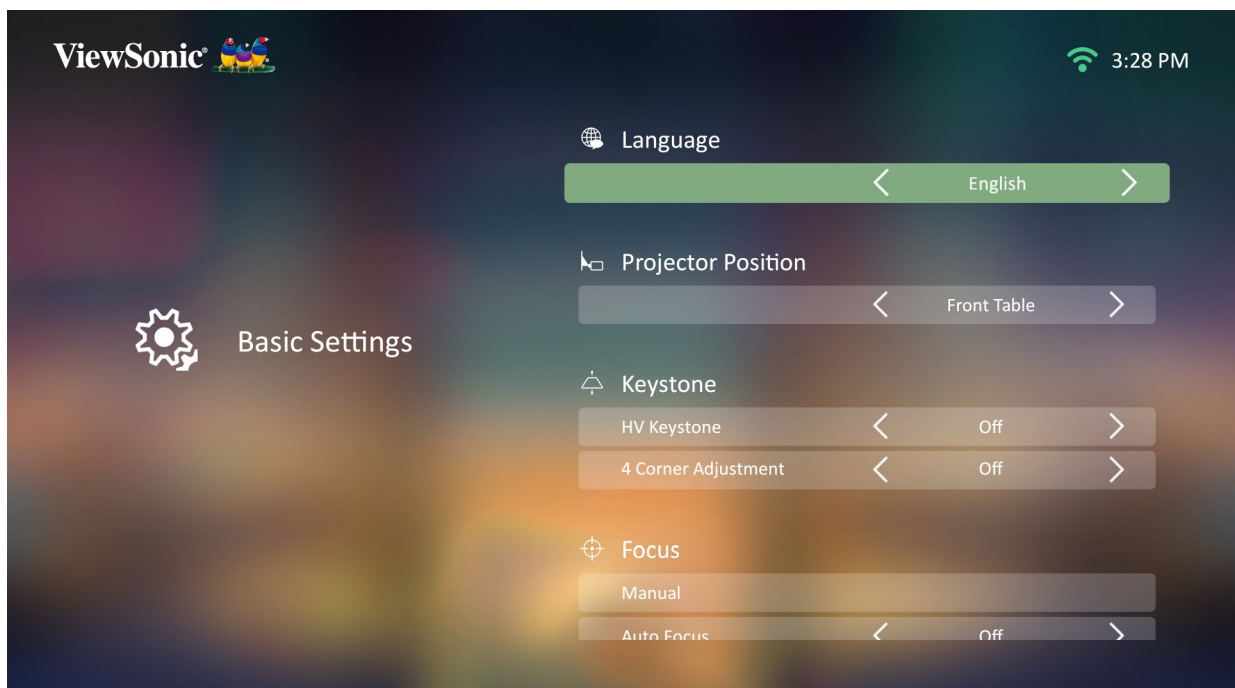 ViewSonic®
3:28 PM
Language
English
Projector Position
Front Table
Basic Settings
Keystone
HV Keystone Off
4 Corner Adjustment Off
Focus
Manual
Auto Focus Off